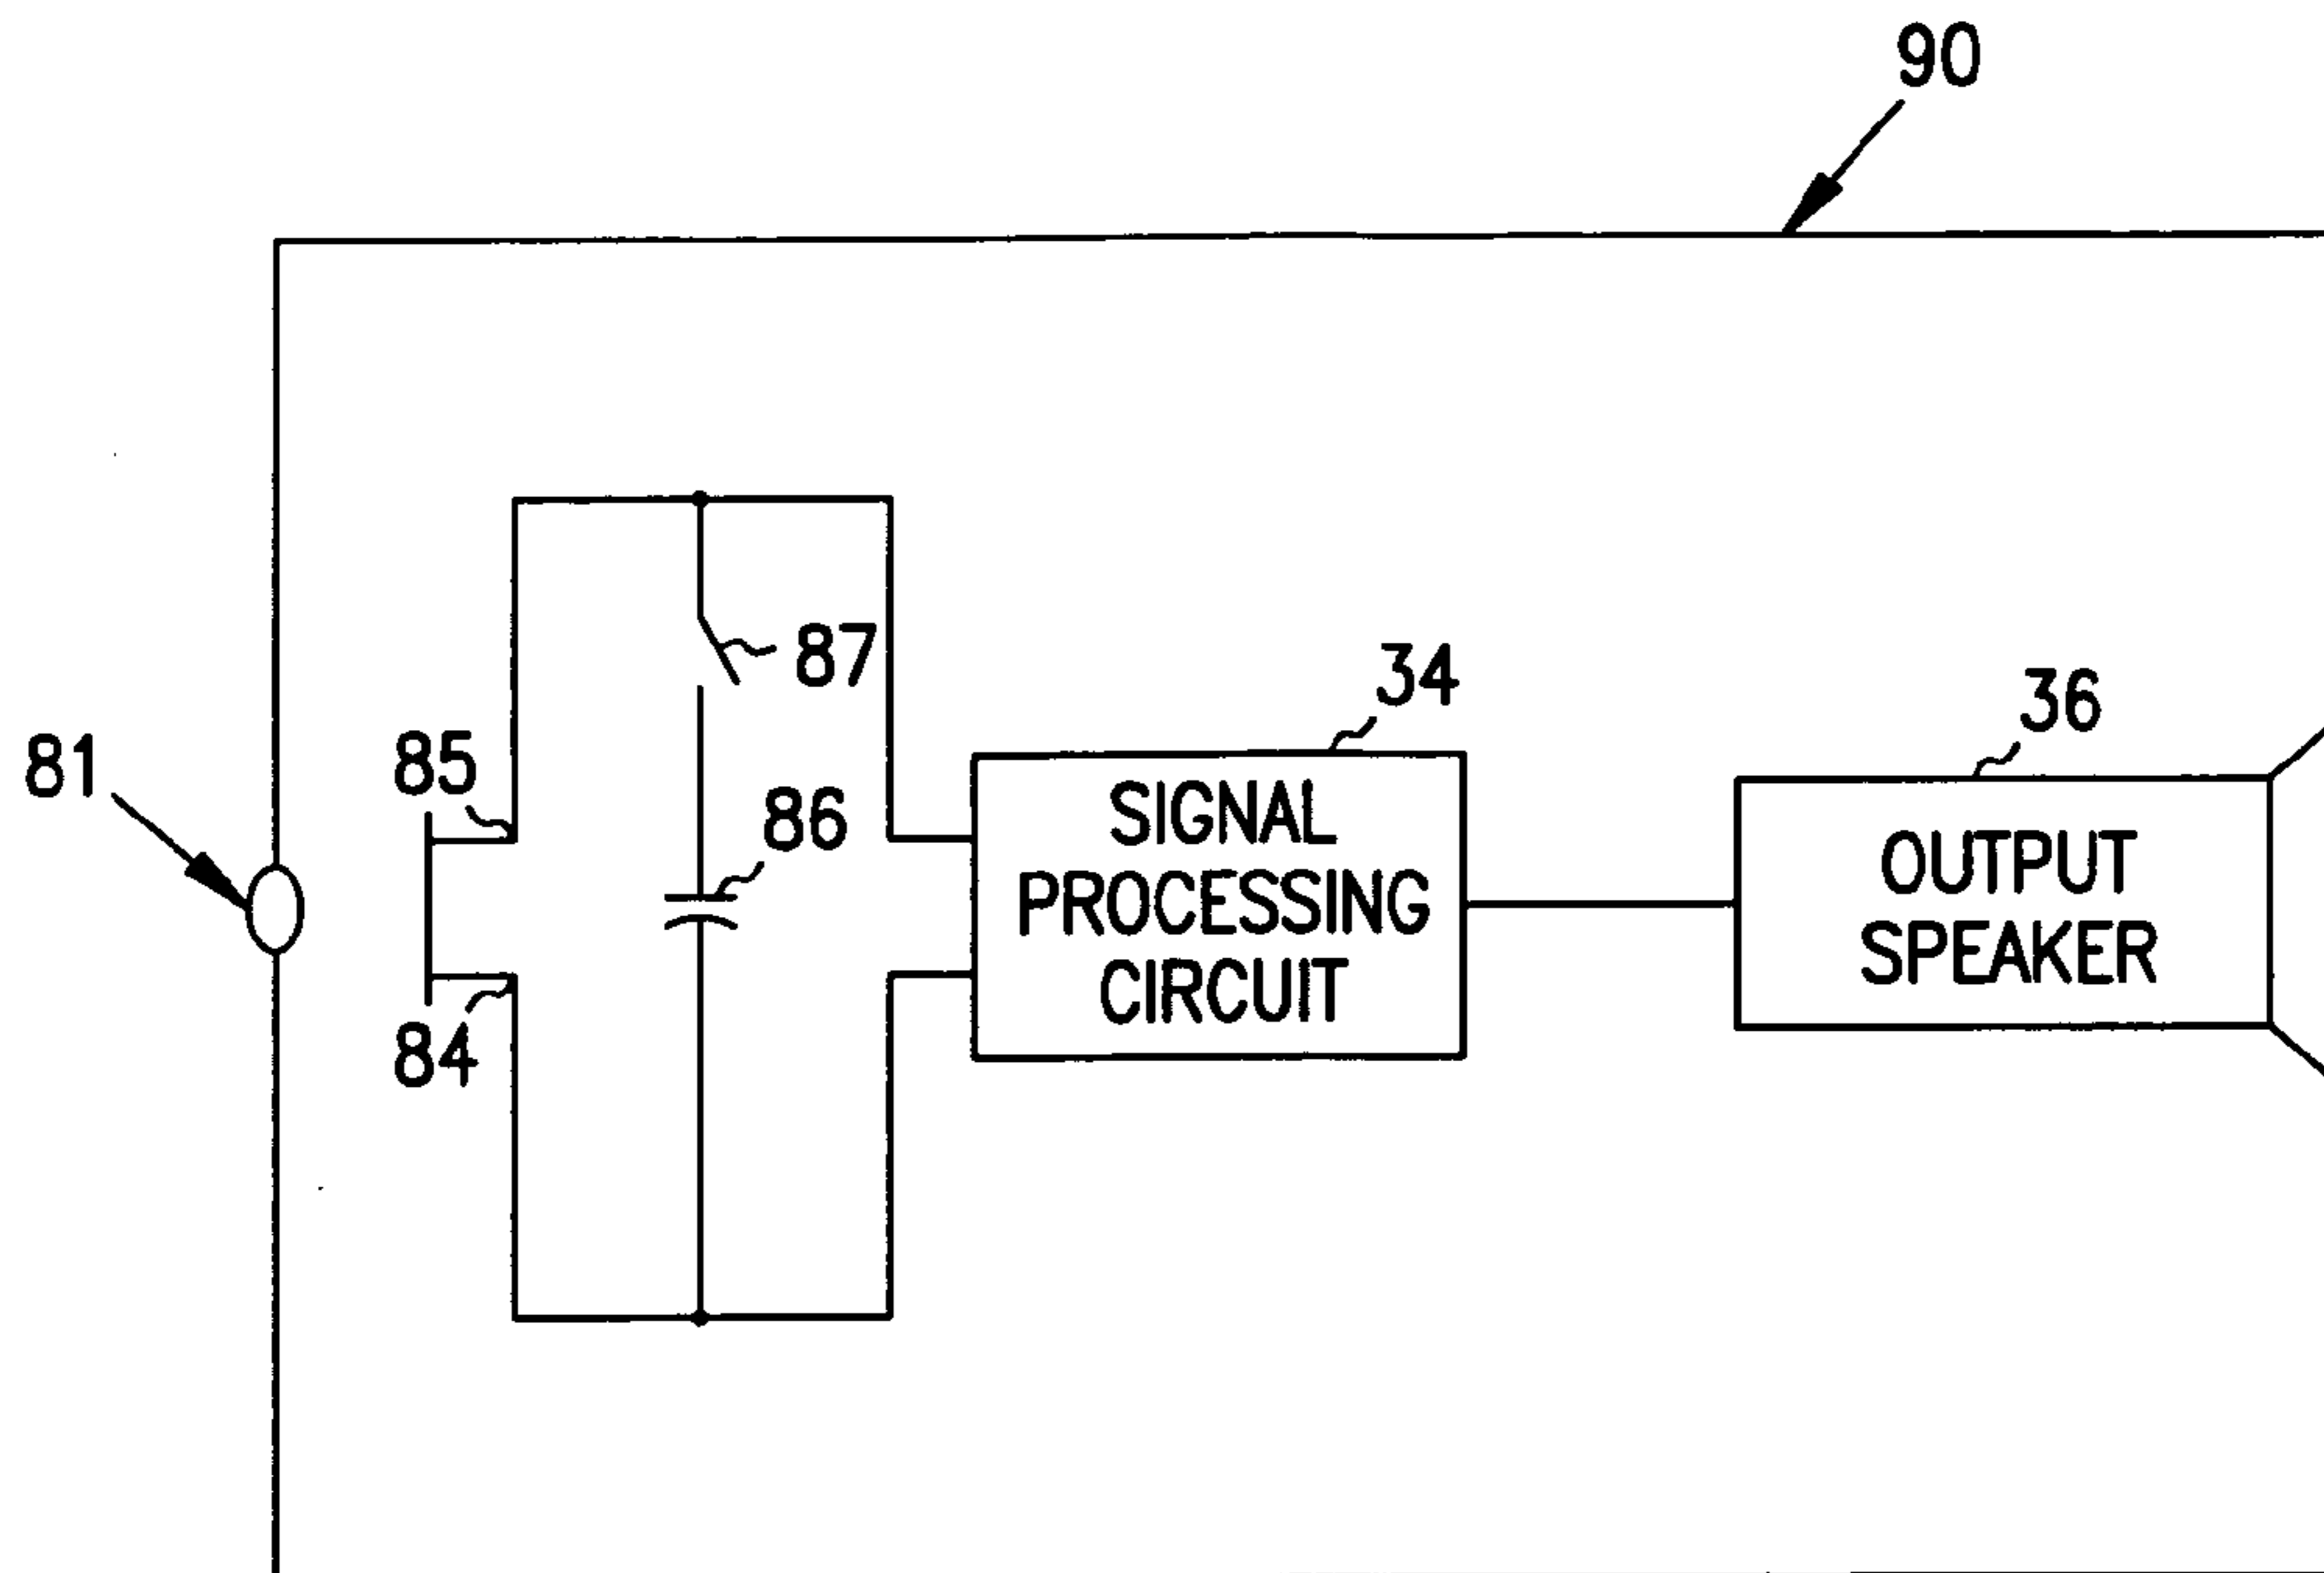 90
87
34
36
81
85
86
SIGNAL
PROCESSING
CIRCUIT
OUTPUT
SPEAKER
84